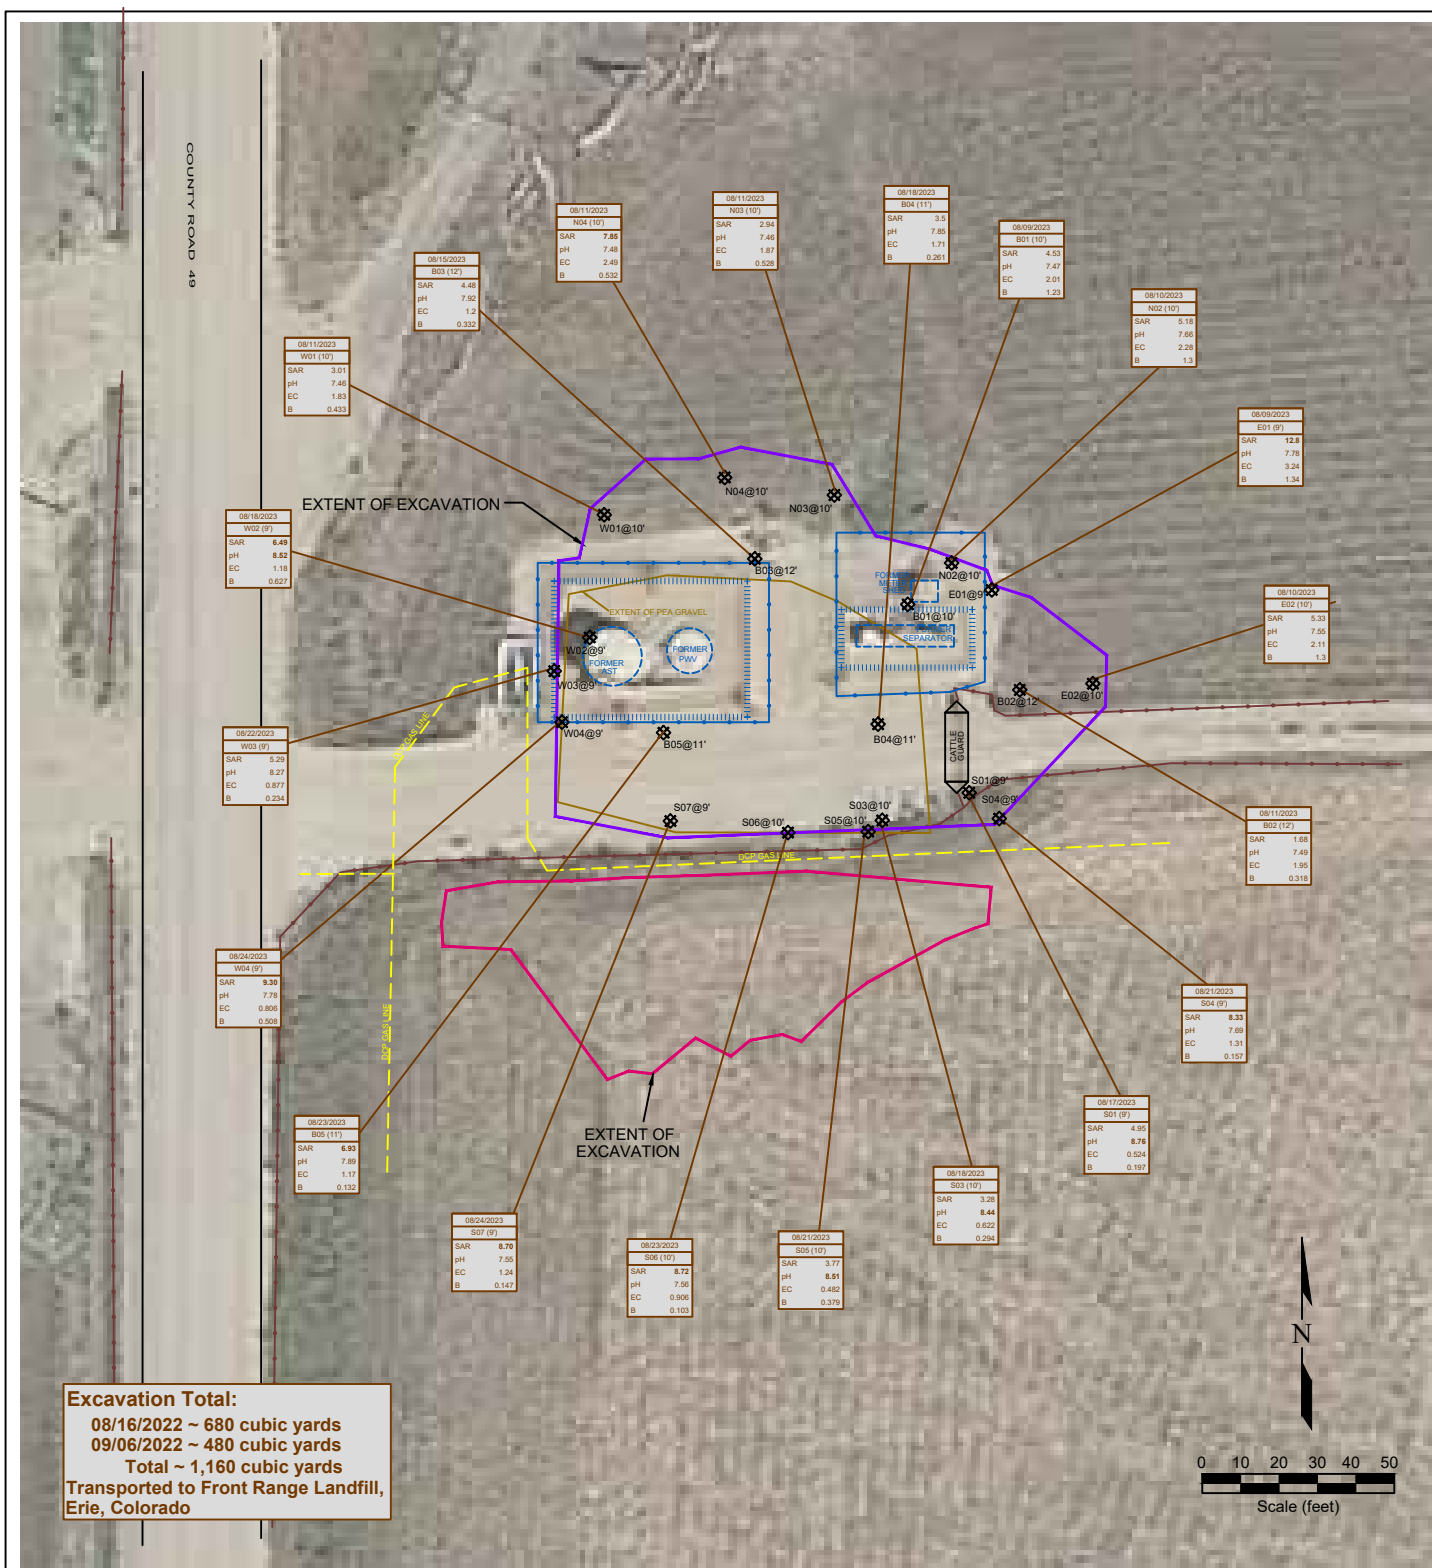 COUNTY ROAD 49
08/18/2023
B04 (11')
SAR 3.5
pH 7.85
EC 1.71
B 0.261
08/11/2023
N03 (10')
SAR 2.94
pH 7.46
EC 1.87
B 0.528
08/11/2023
N04 (10')
SAR 7.85
pH 7.48
EC 2.49
B 0.532
08/09/2023
B01 (10')
SAR 4.53
pH 7.47
EC 2.01
B 1.23
08/15/2023
B03 (12')
SAR 4.48
pH 7.92
EC 1.2
B 0.332
08/10/2023
N02 (10')
SAR 5.18
pH 7.66
EC 2.28
B 1.3
08/11/2023
W01 (10')
SAR 3.01
pH 7.46
EC 1.83
B 0.433
08/09/2023
E01 (9')
SAR 12.8
pH 7.78
EC 3.24
B 1.34
08/18/2023
W02 (9')
SAR 6.49
pH 8.52
EC 1.18
B 0.627
08/10/2023
E02 (10')
SAR 5.33
pH 7.55
EC 2.11
B 1.3
EXTENT OF EXCAVATION
N04@10'
N03@10'
W01@10'
B03@12'
N02@10'
FORMER
METER
SHED
E01@9'
B01@10'
EXTENT OF PEA GRAVEL
FORMER
SEPARATOR
W02@9'
FORMER
AST
FORMER
PWV
W03@9'
E02@10'
B02@12'
W04@9'
B05@11'
B04@11'
CATTLE
GUARD
DCP GAS LINE
S01@9'
S07@9'
S03@10'
S04@9'
S06@10'
S05@10'
DCP GAS LINE
DCP GAS LINE
08/22/2023
W03 (9')
SAR 5.29
pH 8.27
EC 0.877
B 0.234
08/11/2023
B02 (12')
SAR 1.68
pH 7.49
EC 1.95
B 0.318
08/24/2023
W04 (9')
SAR 9.30
pH 7.78
EC 0.806
B 0.508
08/21/2023
S04 (9')
SAR 8.33
pH 7.69
EC 1.31
B 0.157
08/17/2023
S01 (9')
SAR 4.95
pH 8.76
EC 0.524
B 0.197
08/23/2023
B05 (11')
SAR 6.93
pH 7.89
EC 1.17
B 0.132
EXTENT OF
EXCAVATION
08/18/2023
S03 (10')
SAR 3.28
pH 8.44
EC 0.622
B 0.294
08/24/2023
S07 (9')
SAR 8.70
pH 7.55
EC 1.24
B 0.147
08/23/2023
S06 (10')
SAR 8.72
pH 7.56
EC 0.906
B 0.103
08/21/2023
S05 (10')
SAR 3.77
pH 8.51
EC 0.482
B 0.379
N
Excavation Total:
08/16/2022 ~ 680 cubic yards
09/06/2022 ~ 480 cubic yards
Total ~ 1,160 cubic yards
Transported to Front Range Landfill,
Erie, Colorado
0 10 20 30 40 50
Scale (feet)